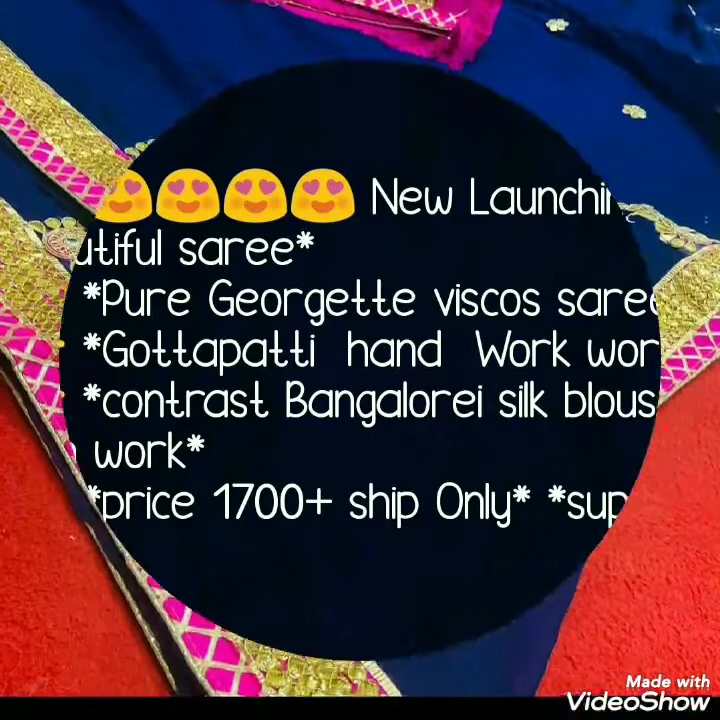 😍😍😍😍 New Launchi
utiful saree*
*Pure Georgette viscos sare
*Gottapatti hand Work wor
*contrast Bangalorei silk blous
work*
*price 1700+ ship Only* *sup
Made with
VideoShow